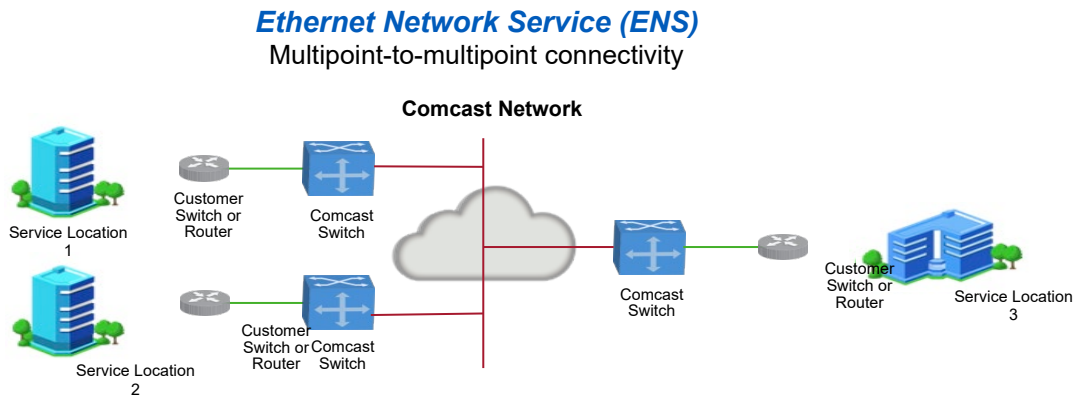 Ethernet Network Service (ENS)
Multipoint-to-multipoint connectivity
Comcast Network
Customer
Switch or
Router
Comcast
Switch
Service Location
1
Customer
Switch or
Router
Comcast
Switch
Service Location
2
Comcast
Switch
Customer
Switch or
Router
Service Location
3